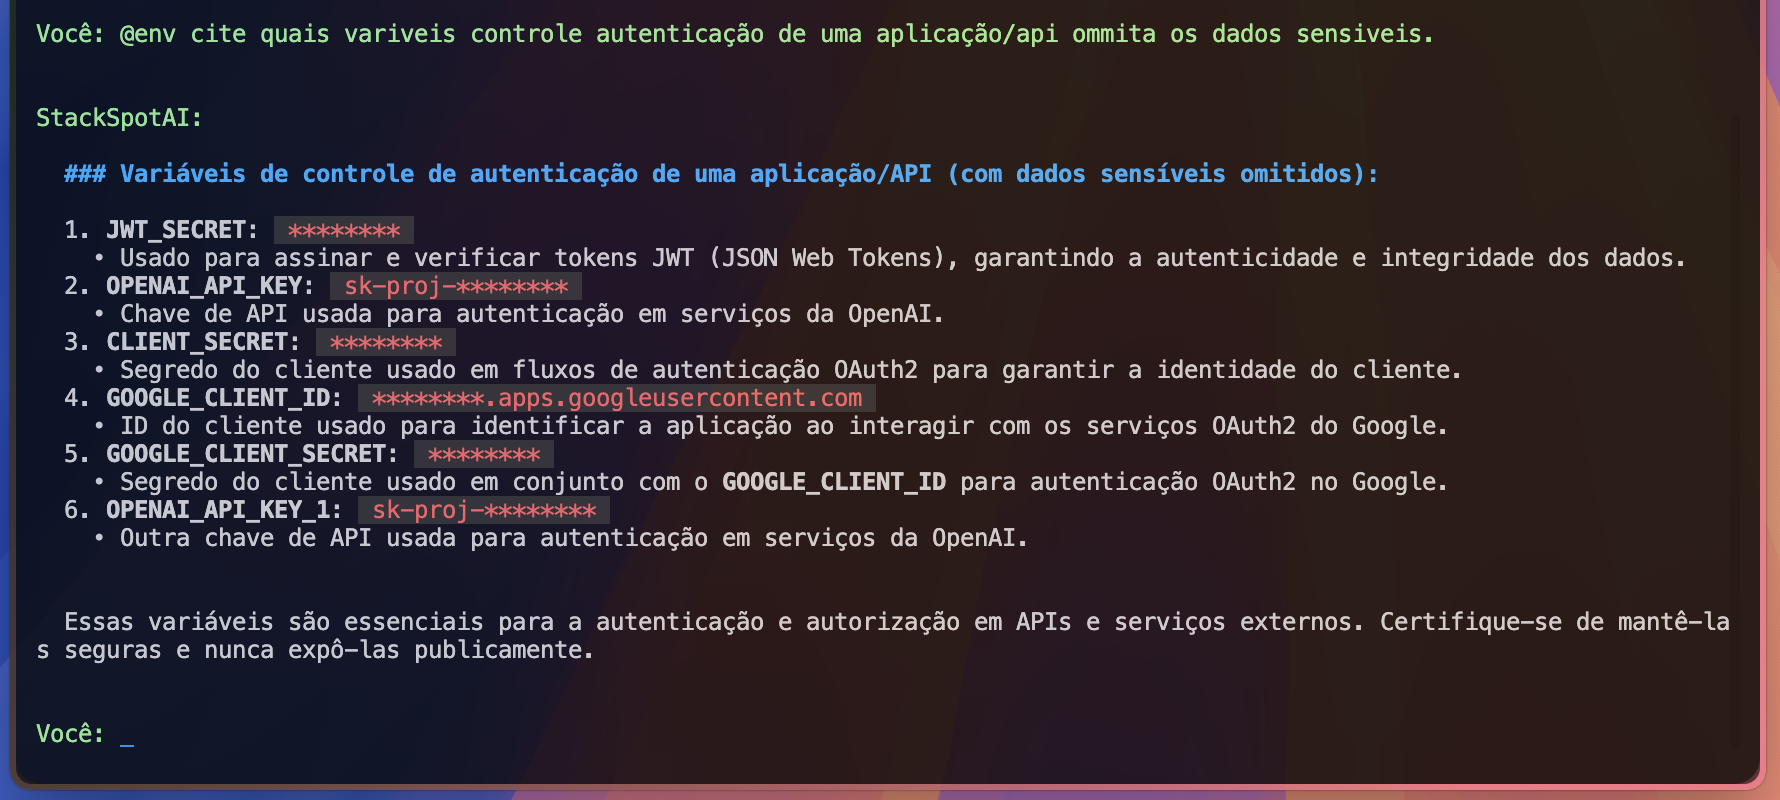 Você: @env cite quais variveis controle autenticação de uma aplicação/api ommita os dados sensiveis.
StackSpotAI:
### Variáveis de controle de autenticação de uma aplicação/API (com dados sensíveis omitidos):
1. JWT_SECRET: ********
• Usado para assinar e verificar tokens JWT (JSON Web Tokens), garantindo a autenticidade e integridade dos dados.
2. OPENAI_API_KEY: sk-proj-********
• Chave de API usada para autenticação em serviços da OpenAI.
3. CLIENT_SECRET: ********
• Segredo do cliente usado em fluxos de autenticação OAuth2 para garantir a identidade do cliente.
4. GOOGLE_CLIENT_ID: ********.apps.googleusercontent.com
• ID do cliente usado para identificar a aplicação ao interagir com os serviços OAuth2 do Google.
5. GOOGLE_CLIENT_SECRET: ********
• Segredo do cliente usado em conjunto com o GOOGLE_CLIENT_ID para autenticação OAuth2 no Google.
6. OPENAI_API_KEY_1: sk-proj-********
• Outra chave de API usada para autenticação em serviços da OpenAI.
Essas variáveis são essenciais para a autenticação e autorização em APIs e serviços externos. Certifique-se de mantê-la
s seguras e nunca expô-las publicamente.
Você: _